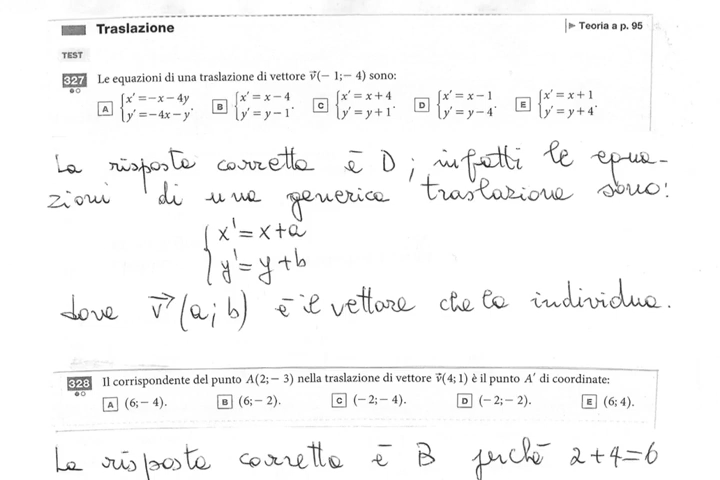 Traslazione
Teoria a p. 95
TEST
327 Le equazioni di una traslazione di vettore v⃗(− 1;− 4) sono:
A {x′=−x−4y y′=−4x−y. B {x′=x−4 y′=y−1. C {x′=x+4 y′=y+1. D {x′=x−1 y′=y−4. E {x′=x+1 y′=y+4.
La risposta corretta è D; infatti le equa-
zioni di una generica traslazione sono:
{x'=x+a
y'=y+b
dove v⃗(a;b) è il vettore che la individua.
328 Il corrispondente del punto A(2;− 3) nella traslazione di vettore v⃗(4;1) è il punto A′ di coordinate:
A (6;− 4). B (6;− 2). C (−2;− 4). D (−2;− 2). E (6; 4).
La risposta corretta è B perché 2+4=6